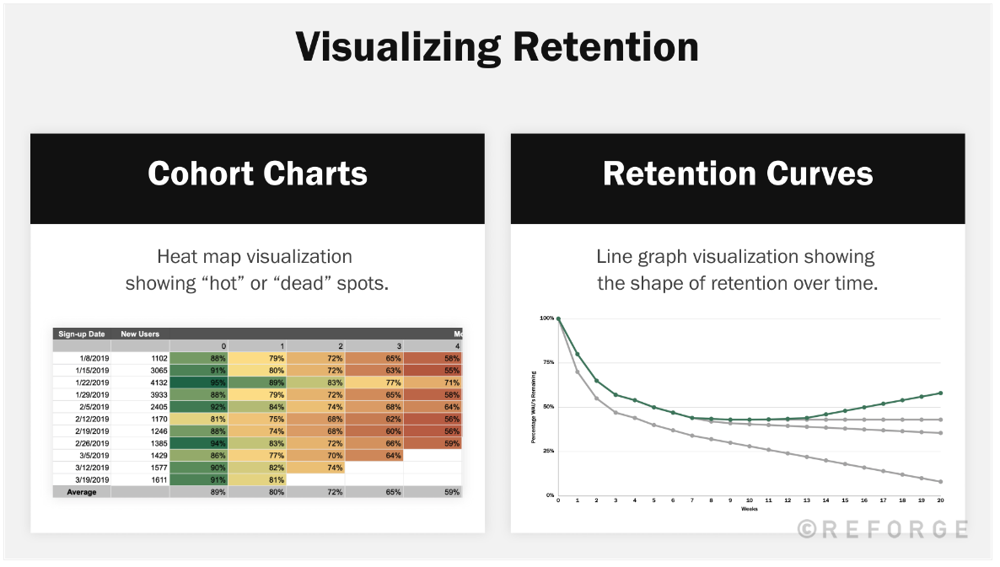 Visualizing Retention
Cohort Charts
Heat map visualization
showing “hot” or “dead” spots.
Sign-up Date New Users Mo
0 1 2 3 4
1/8/2019 1102 88% 79% 72% 65% 58%
1/15/2019 3065 91% 80% 72% 63% 55%
1/22/2019 4132 95% 89% 83% 77% 71%
1/29/2019 3933 88% 79% 72% 65% 58%
2/5/2019 2405 92% 84% 74% 68% 64%
2/12/2019 1170 81% 75% 68% 62% 56%
2/19/2019 1246 88% 74% 68% 60% 56%
2/26/2019 1385 94% 83% 72% 66% 59%
3/5/2019 1429 86% 77% 70% 64%
3/12/2019 1577 90% 82% 74%
3/19/2019 1611 91% 81%
Average 89% 80% 72% 65% 59%
Retention Curves
Line graph visualization showing
the shape of retention over time.
Percentage WAU's Remaining
100%
75%
50%
25%
0%
0 1 2 3 4 5 6 7 8 9 10 11 12 13 14 15 16 17 18 19 20
Weeks
©REFORGE